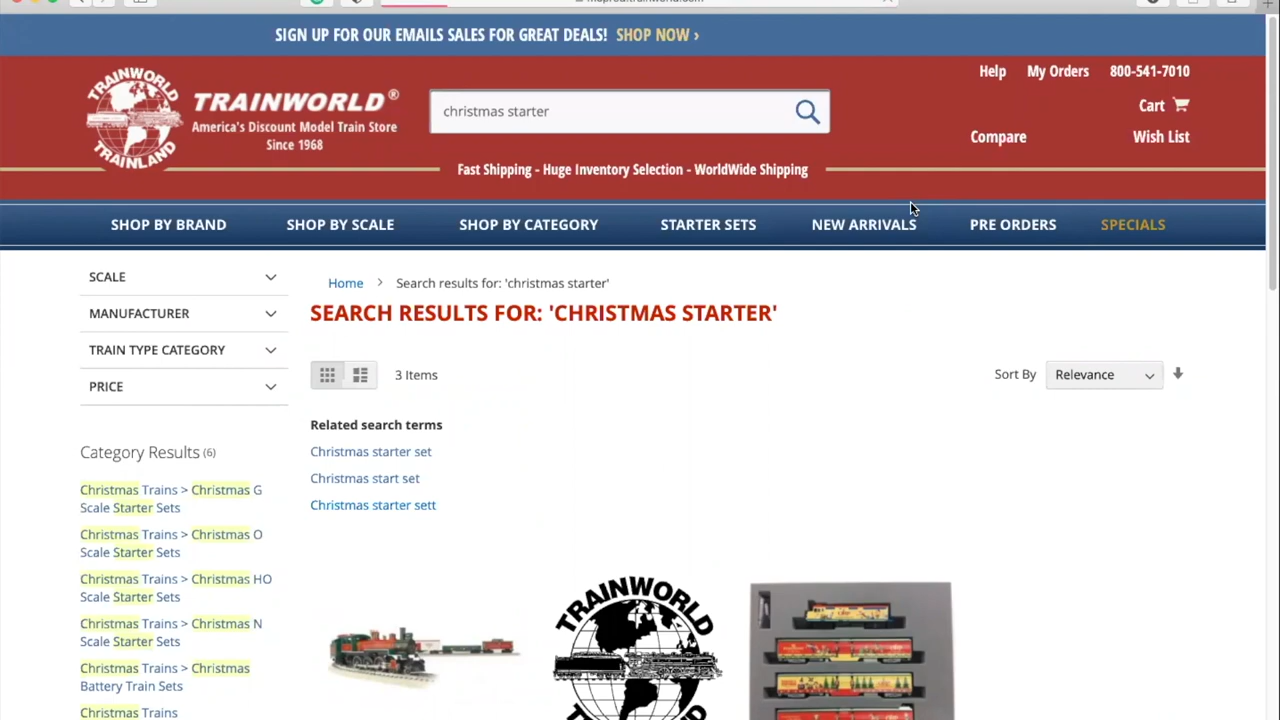 SIGN UP FOR OUR EMAILS SALES FOR GREAT DEALS! SHOP NOW ›
Help My Orders 800-541-7010
TRAINWORLD TRAINLAND
TRAINWORLD®
America's Discount Model Train Store
Since 1968
christmas starter
Cart
Compare Wish List
Fast Shipping - Huge Inventory Selection - WorldWide Shipping
SHOP BY BRAND SHOP BY SCALE SHOP BY CATEGORY STARTER SETS NEW ARRIVALS PRE ORDERS SPECIALS
SCALE
MANUFACTURER
TRAIN TYPE CATEGORY
PRICE
Category Results (6)
Christmas Trains > Christmas G
Scale Starter Sets
Christmas Trains > Christmas O
Scale Starter Sets
Christmas Trains > Christmas HO
Scale Starter Sets
Christmas Trains > Christmas N
Scale Starter Sets
Christmas Trains > Christmas
Battery Train Sets
Christmas Trains
Home > Search results for: 'christmas starter'
SEARCH RESULTS FOR: 'CHRISTMAS STARTER'
3 Items
Sort By Relevance
Related search terms
Christmas starter set
Christmas start set
Christmas starter sett
TRAINWORLD